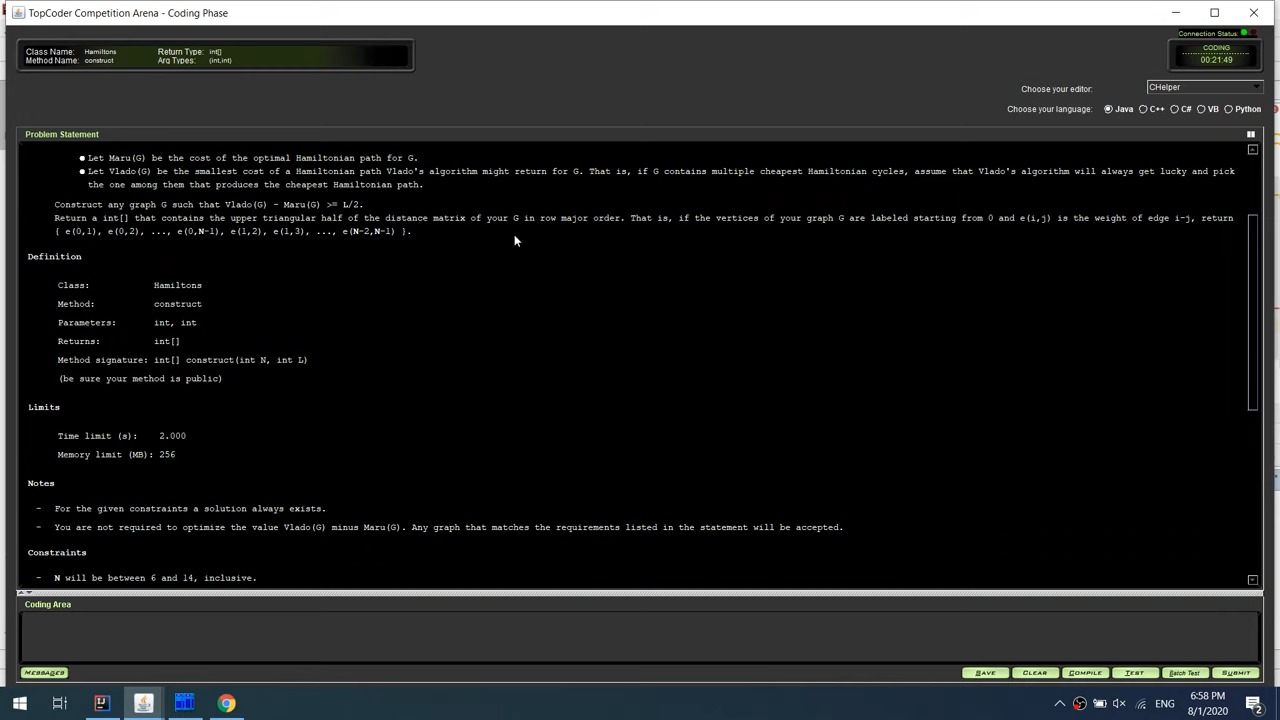 TopCoder Competition Arena - Coding Phase
Connection Status
Class Name: Hamiltons Return Type: int[]
Method Name: construct Arg Types: (int,int)
CODING
00:21:49
Choose your editor: CHelper
Choose your language: Java C++ C# VB Python
Problem Statement
Let Maru(G) be the cost of the optimal Hamiltonian path for G.
Let Vlado(G) be the smallest cost of a Hamiltonian path Vlado's algorithm might return for G. That is, if G contains multiple cheapest Hamiltonian cycles, assume that Vlado's algorithm will always get lucky and pick
the one among them that produces the cheapest Hamiltonian path.
Construct any graph G such that Vlado(G) - Maru(G) >= L/2.
Return a int[] that contains the upper triangular half of the distance matrix of your G in row major order. That is, if the vertices of your graph G are labeled starting from 0 and e(i,j) is the weight of edge i-j, return
{ e(0,1), e(0,2), ..., e(0,N-1), e(1,2), e(1,3), ..., e(N-2,N-1) }.
Definition
Class: Hamiltons
Method: construct
Parameters: int, int
Returns: int[]
Method signature: int[] construct(int N, int L)
(be sure your method is public)
Limits
Time limit (s): 2.000
Memory limit (MB): 256
Notes
- For the given constraints a solution always exists.
- You are not required to optimize the value Vlado(G) minus Maru(G). Any graph that matches the requirements listed in the statement will be accepted.
Constraints
- N will be between 6 and 14, inclusive.
Coding Area
MESSAGES SAVE CLEAR COMPILE TEST Batch Test SUBMIT
ENG
6:58 PM
8/1/2020
2